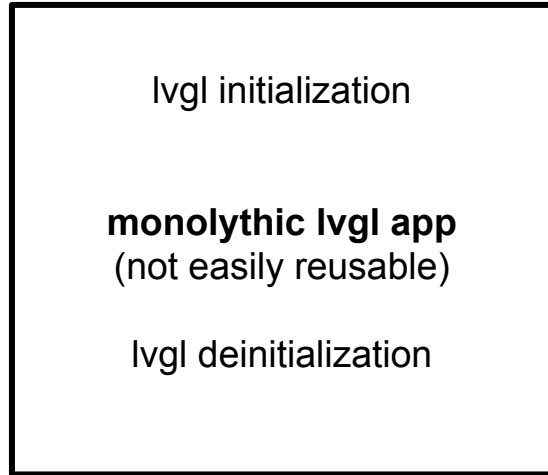 lvgl initialization
monolythic lvgl app
(not easily reusable)
lvgl deinitialization